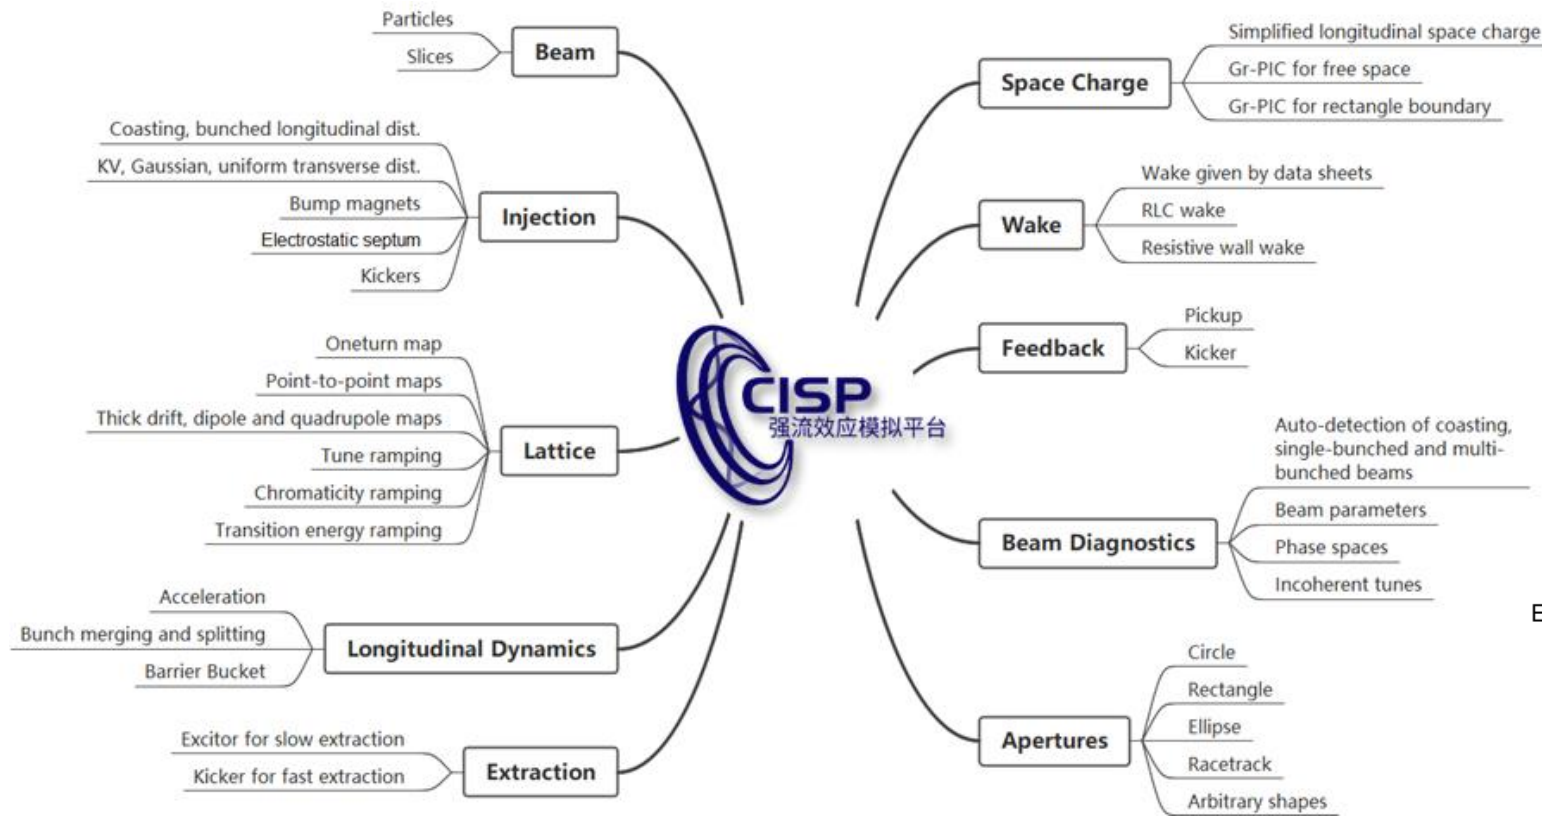 Particles
Slices
Beam
Coasting, bunched longitudinal dist.
KV, Gaussian, uniform transverse dist.
Bump magnets
Electrostatic septum
Kickers
Injection
Oneturn map
Point-to-point maps
Thick drift, dipole and quadrupole maps
Tune ramping
Chromaticity ramping
Transition energy ramping
Lattice
Acceleration
Bunch merging and splitting
Barrier Bucket
Longitudinal Dynamics
Excitor for slow extraction
Kicker for fast extraction
Extraction
CISP
强流效应模拟平台
Space Charge
Simplified longitudinal space charge
Gr-PIC for free space
Gr-PIC for rectangle boundary
Wake
Wake given by data sheets
RLC wake
Resistive wall wake
Feedback
Pickup
Kicker
Beam Diagnostics
Auto-detection of coasting,
single-bunched and multi-
bunched beams
Beam parameters
Phase spaces
Incoherent tunes
E
Apertures
Circle
Rectangle
Ellipse
Racetrack
Arbitrary shapes